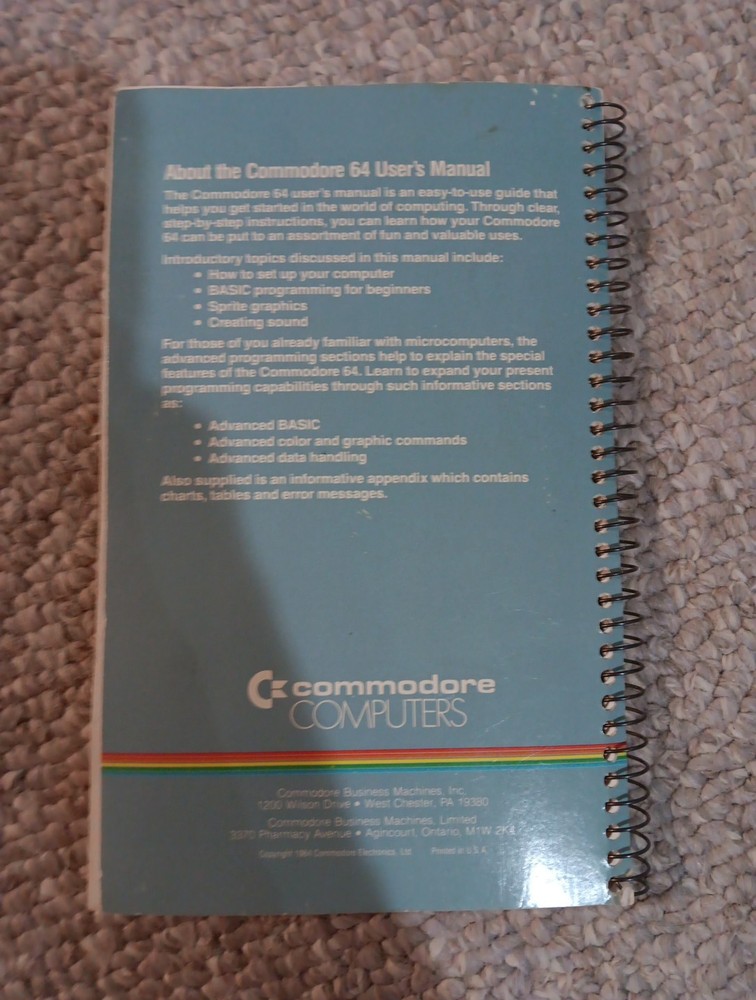 About the Commodore 64 User's Manual
The Commodore 64 user's manual is an easy-to-use guide that
helps you get started in the world of computing. Through clear,
step-by-step instructions, you can learn how your Commodore
64 can be put to an assortment of fun and valuable uses.
Introductory topics discussed in this manual include:
• How to set up your computer
• BASIC programming for beginners
• Sprite graphics
• Creating sound
For those of you already familiar with microcomputers, the
advanced programming sections help to explain the special
features of the Commodore 64. Learn to expand your present
programming capabilities through such informative sections
as:
• Advanced BASIC
• Advanced color and graphic commands
• Advanced data handling
Also supplied is an informative appendix which contains
charts, tables and error messages.
commodore
COMPUTERS
Commodore Business Machines, Inc.
1200 Wilson Drive • West Chester, PA 19380
Commodore Business Machines, Limited
3370 Pharmacy Avenue • Agincourt, Ontario, M1W
Copyright 1984 Commodore Electronics, Ltd. Printed in U.S.A.